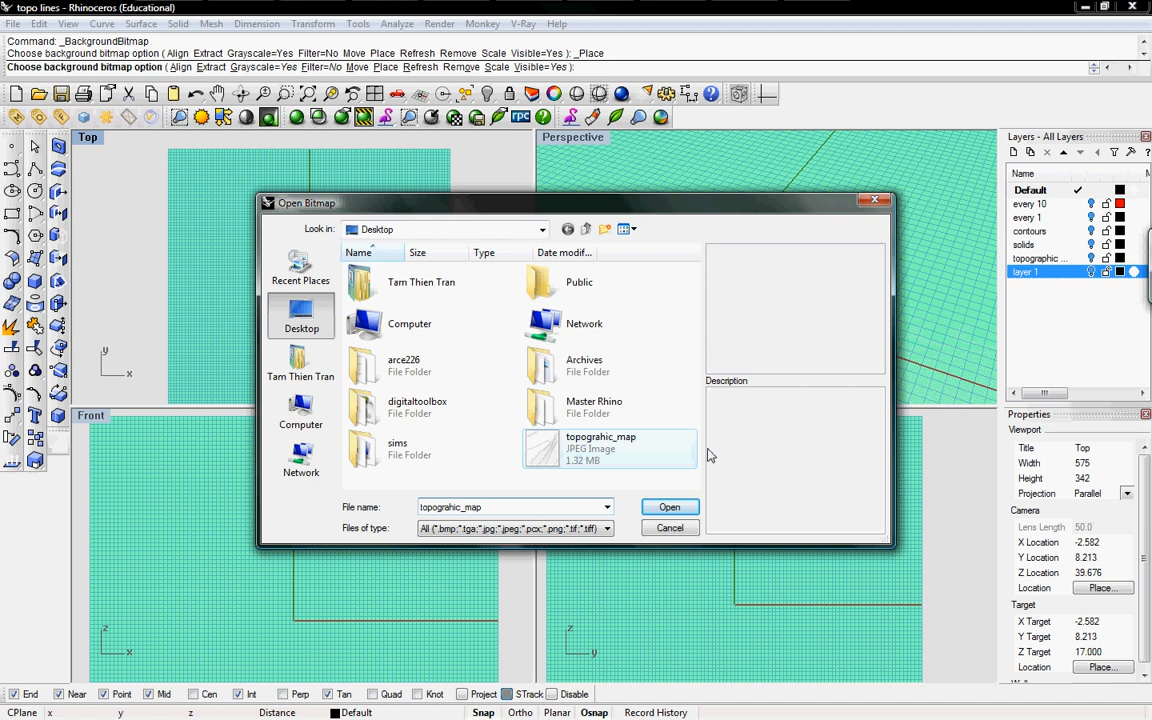 topo lines - Rhinoceros (Educational)
File Edit View Curve Surface Solid Mesh Dimension Transform Tools Analyze Render Monkey V-Ray Help
Command: _BackgroundBitmap
Choose background bitmap option ( Align Extract Grayscale=Yes Filter=No Move Place Refresh Remove Scale Visible=Yes ): _Place
Choose background bitmap option ( Align Extract Grayscale=Yes Filter=No Move Place Refresh Remove Scale Visible=Yes ):
rpc
Top
Perspective
Layers - All Layers
Name
Default
every 10
every 1
contours
solids
topographic ...
layer 1
Open Bitmap
Look in: Desktop
Name Size Type Date modif...
Recent Places
Desktop
Tam Thien Tran
Computer
Network
Tam Thien Tran
Public
Computer
Network
arce226
File Folder
Archives
File Folder
digitaltoolbox
File Folder
Master Rhino
File Folder
sims
File Folder
topograhic_map
JPEG Image
1.32 MB
Description
File name: topograhic_map Open
Files of type: All (*.bmp;*.tga;*.jpg;*.jpeg;*.pcx;*.png;*.tif;*.tiff) Cancel
y
x
Front
z
x
z
y
Properties
Viewport
Title Top
Width 575
Height 342
Projection Parallel
Camera
Lens Length 50.0
X Location -2.582
Y Location 8.213
Z Location 39.676
Location Place...
Target
X Target -2.582
Y Target 8.213
Z Target 17.000
Location Place...
End Near Point Mid Cen Int Perp Tan Quad Knot Project STrack Disable
CPlane x y z Distance Default Snap Ortho Planar Osnap Record History